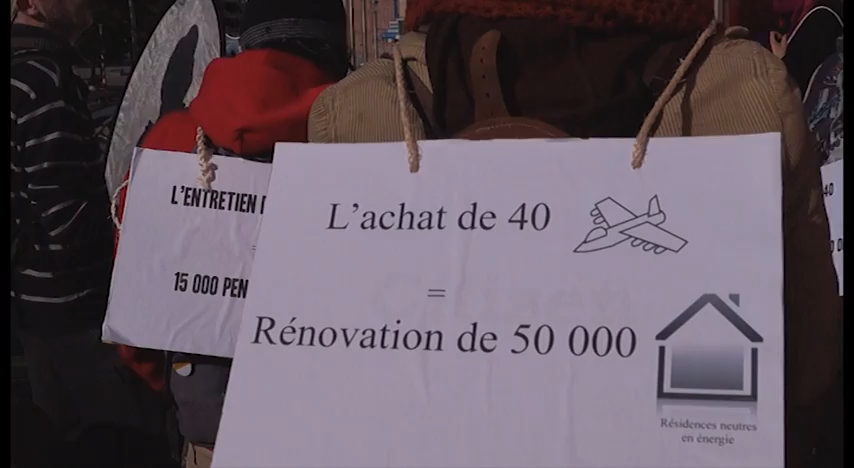 L'ENTRETIEN
=
15 000 PEN
L'achat de 40
=
Rénovation de 50 000
Résidences neutres
en énergie
40